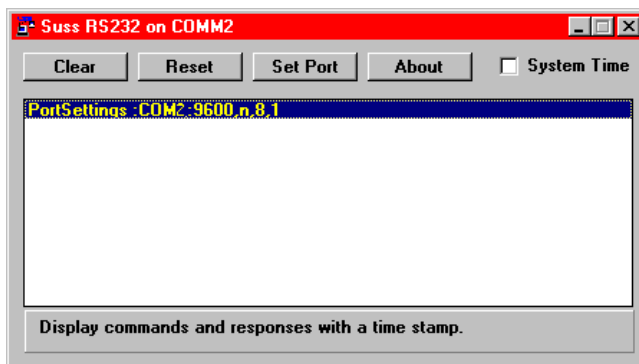 Suss RS232 on COMM2
Clear Reset Set Port About System Time
PortSettings :COM2:9600,n,8,1
Display commands and responses with a time stamp.